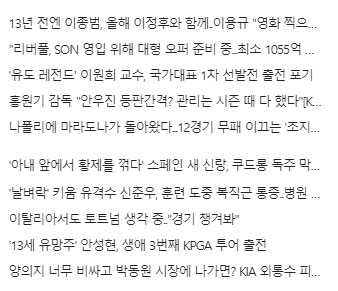 13년 전엔 이종범, 올해 이정후와 함께..이용규 "영화 찍으...
"리버풀, SON 영입 위해 대형 오퍼 준비 중..최소 1055억 ...
'유도 레전드' 이원희 교수, 국가대표 1차 선발전 출전 포기
홍원기 감독 "안우진 등판간격? 관리는 시즌 때 다 했다"[K...
나폴리에 마라도나가 돌아왔다..12경기 무패 이끄는 '조지...
'아내 앞에서 황제를 꺾다' 스페인 새 신랑, 쿠드롱 독주 막...
'날벼락' 키움 유격수 신준우, 훈련 도중 복직근 통증..병원 ...
이탈리아서도 토트넘 생각 중.."경기 챙겨봐"
'13세 유망주' 안성현, 생애 3번째 KPGA 투어 출전
양의지 너무 비싸고 박동원 시장에 나가면? KIA 외통수 피...